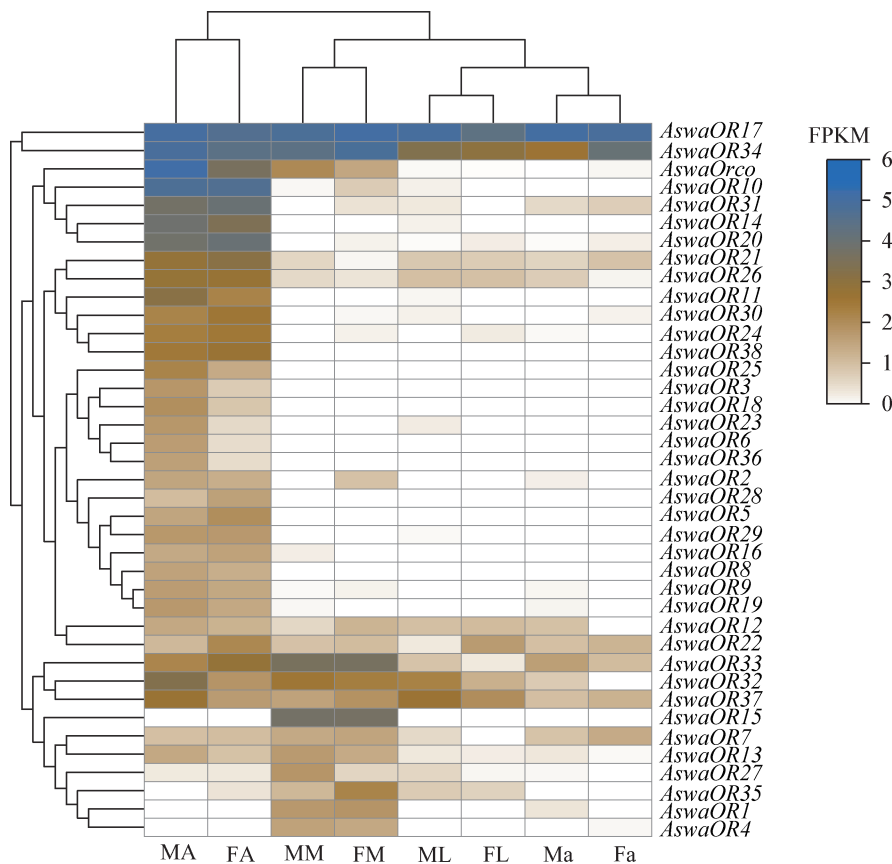 AswaOR17
FPKM
AswaOR34
AswaOrco
AswaOR10
AswaOR31
AswaOR14
AswaOR20
AswaOR21
AswaOR26
AswaOR11
AswaOR30
AswaOR24
AswaOR38
AswaOR25
AswaOR3
AswaOR18
AswaOR23
AswaOR6
AswaOR36
AswaOR2
AswaOR28
AswaOR5
AswaOR29
AswaOR16
AswaOR8
AswaOR9
AswaOR19
AswaOR12
AswaOR22
AswaOR33
AswaOR32
AswaOR37
AswaOR15
AswaOR7
AswaOR13
AswaOR27
AswaOR35
AswaOR1
AswaOR4
6
5
4
3
2
1
0
MA FA MM FM ML FL Ma Fa